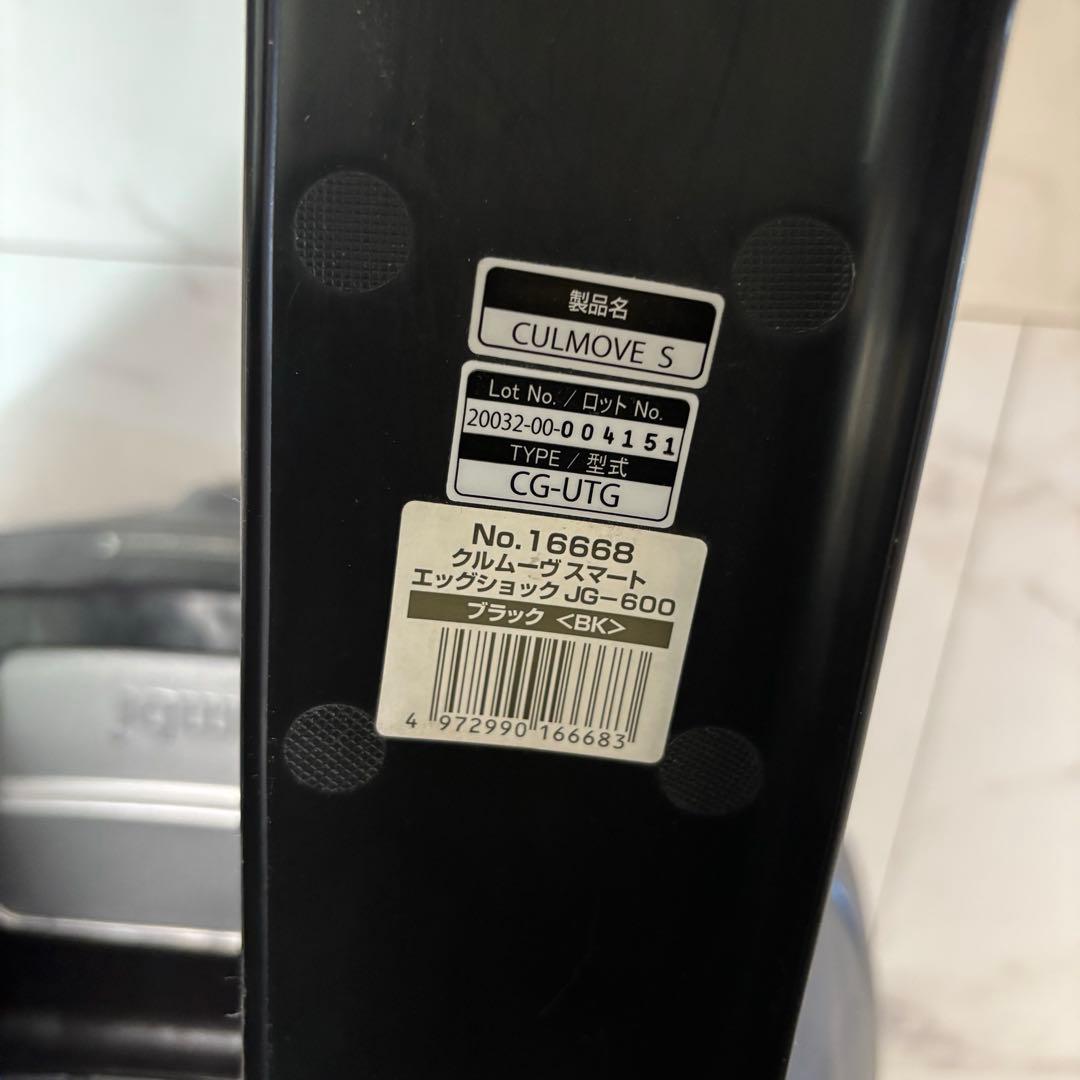 製品名
CULMOVE S
Lot No. / ロット No.
20032-00-004151
TYPE / 型式
CG-UTG
No.16668
クルムーヴ スマート
エッグショック JG-600
ブラック <BK>
4 972990 166683